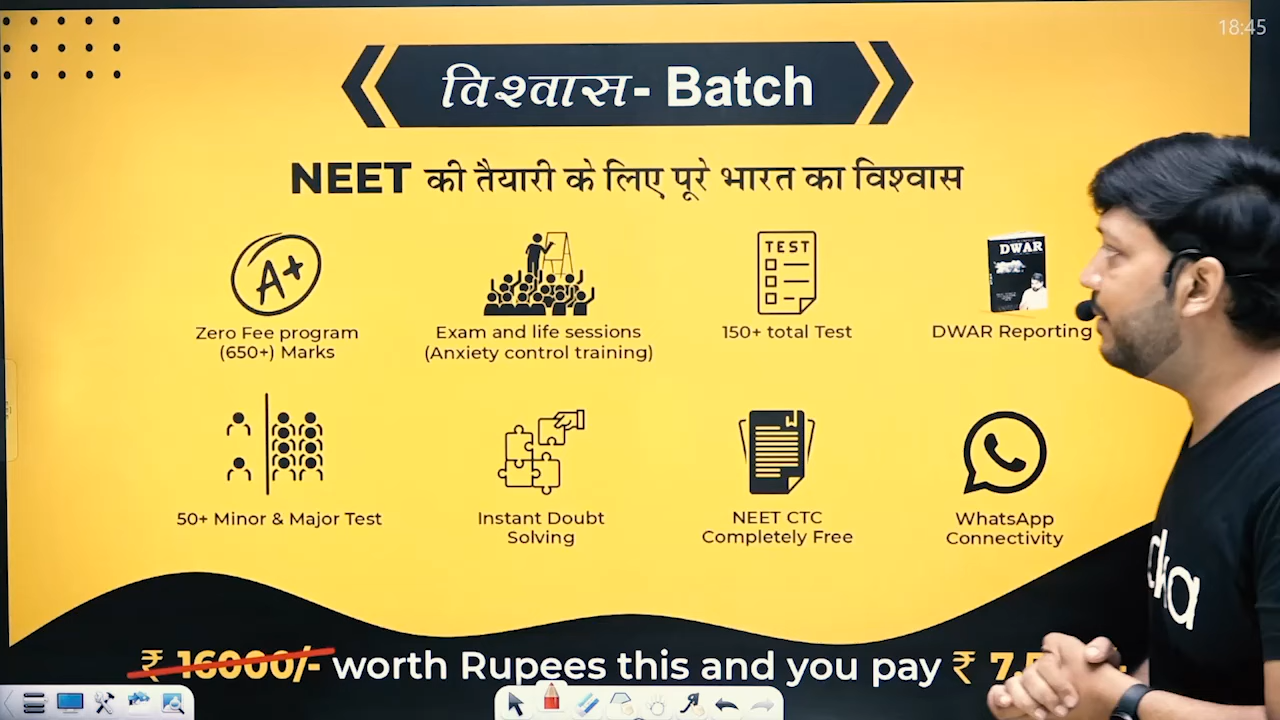 18:45
विश्वास- Batch
NEET की तैयारी के लिए पूरे भारत का विश्वास
A+
TEST
DWAR
Zero Fee program
(650+) Marks
Exam and life sessions
(Anxiety control training)
150+ total Test
DWAR Reporting
50+ Minor & Major Test
Instant Doubt
Solving
NEET CTC
Completely Free
WhatsApp
Connectivity
₹ 16000/- worth Rupees this and you pay ₹